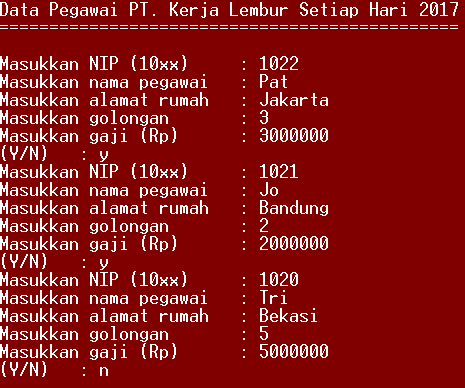 Data Pegawai PT. Kerja Lembur Setiap Hari 2017
==============================================
Masukkan NIP (10xx)     : 1022
Masukkan nama pegawai   : Pat
Masukkan alamat rumah   : Jakarta
Masukkan golongan       : 3
Masukkan gaji (Rp)      : 3000000
(Y/N)   : y
Masukkan NIP (10xx)     : 1021
Masukkan nama pegawai   : Jo
Masukkan alamat rumah   : Bandung
Masukkan golongan       : 2
Masukkan gaji (Rp)      : 2000000
(Y/N)   : y
Masukkan NIP (10xx)     : 1020
Masukkan nama pegawai   : Tri
Masukkan alamat rumah   : Bekasi
Masukkan golongan       : 5
Masukkan gaji (Rp)      : 5000000
(Y/N)   : n